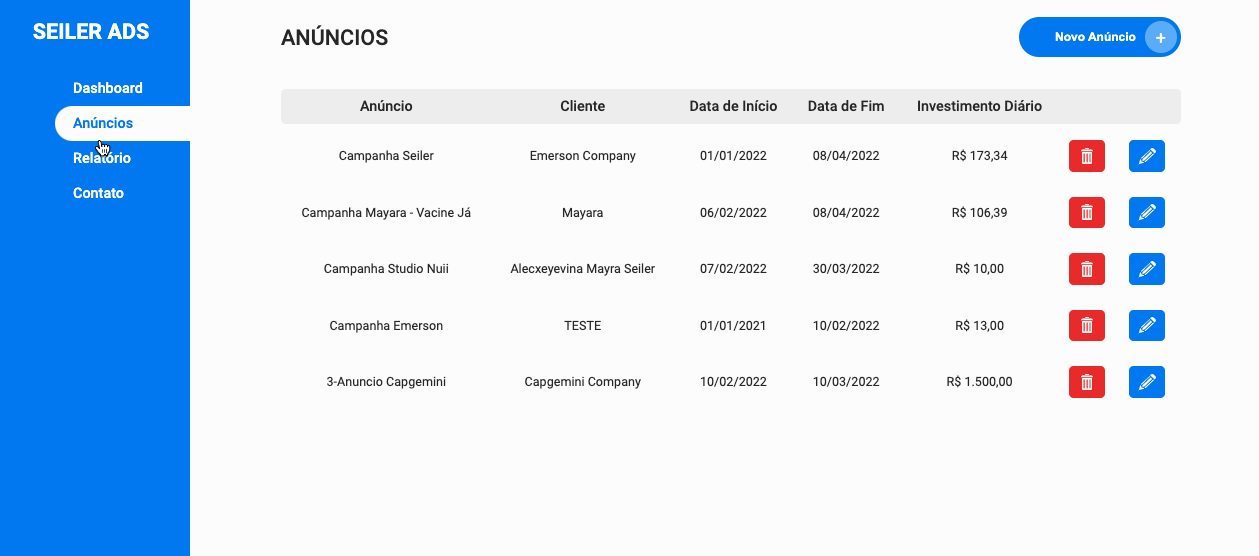 SEILER ADS
Dashboard
Anúncios
Relatório
Contato
ANÚNCIOS
Novo Anúncio +
Anúncio Cliente Data de Início Data de Fim Investimento Diário
Campanha Seiler Emerson Company 01/01/2022 08/04/2022 R$ 173,34
Campanha Mayara - Vacine Já Mayara 06/02/2022 08/04/2022 R$ 106,39
Campanha Studio Nuii Alecxeyevina Mayra Seiler 07/02/2022 30/03/2022 R$ 10,00
Campanha Emerson TESTE 01/01/2021 10/02/2022 R$ 13,00
3-Anuncio Capgemini Capgemini Company 10/02/2022 10/03/2022 R$ 1.500,00